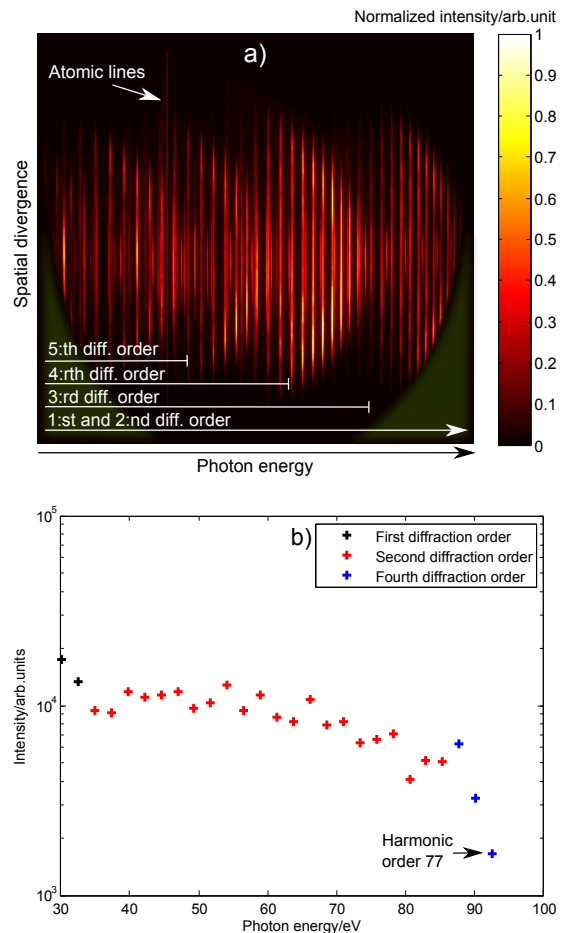 Normalized intensity/arb.unit
a)
Atomic lines
1
0.9
0.8
0.7
0.6
0.5
0.4
0.3
0.2
0.1
0
Spatial divergence
5:th diff. order
4:rth diff. order
3:rd diff. order
1:st and 2:nd diff. order
Photon energy
b)
First diffraction order
Second diffraction order
Fourth diffraction order
10^5
10^4
10^3
Intensity/arb.units
Harmonic
order 77
30 40 50 60 70 80 90 100
Photon energy/eV